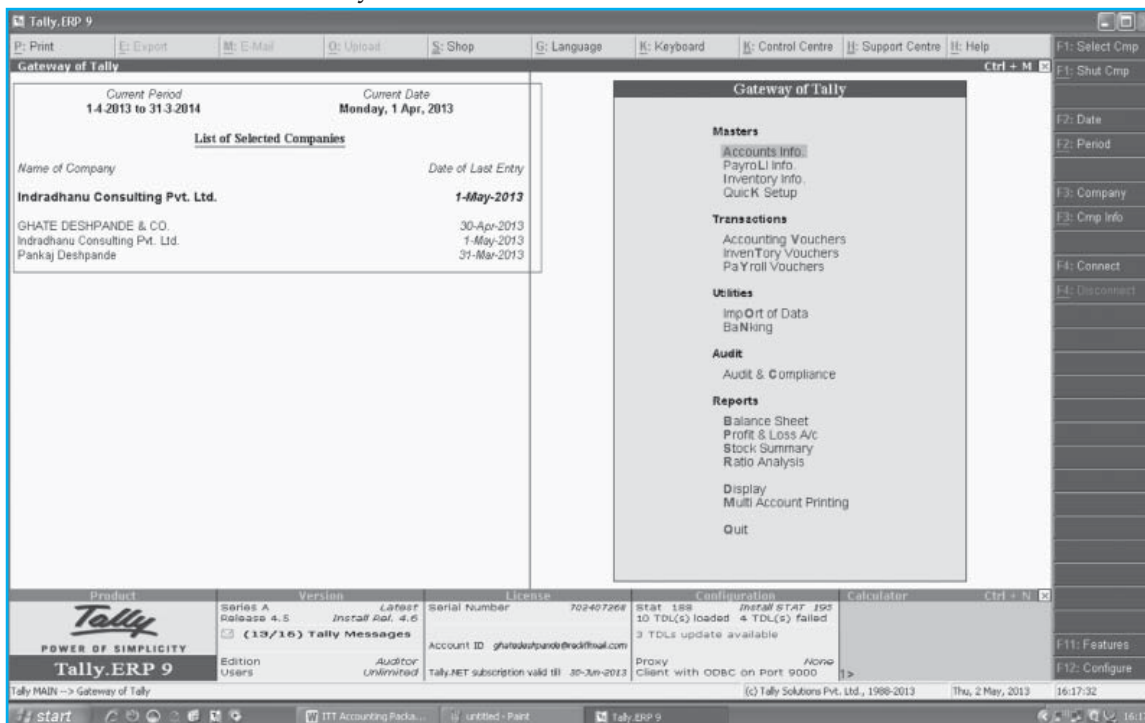 Tally.ERP 9
P: Print E: Export M: E-Mail O: Upload S: Shop G: Language K: Keyboard K: Control Centre H: Support Centre H: Help
F1: Select Cmp
Gateway of Tally Ctrl + M
F1: Shut Cmp
F2: Date
F2: Period
F3: Company
F3: Cmp Info
F4: Connect
F4: Disconnect
F11: Features
F12: Configure
Current Period Current Date
1-4-2013 to 31-3-2014 Monday, 1 Apr, 2013
List of Selected Companies
Name of Company Date of Last Entry
Indradhanu Consulting Pvt. Ltd. 1-May-2013
GHATE DESHPANDE & CO. 30-Apr-2013
Indradhanu Consulting Pvt. Ltd. 1-May-2013
Pankaj Deshpande 31-Mar-2013
Gateway of Tally
Masters
Accounts Info.
PayroLl Info.
Inventory Info.
QuicK Setup
Transactions
Accounting Vouchers
InvenTory Vouchers
PaYroll Vouchers
Utilities
ImpOrt of Data
BaNking
Audit
Audit & Compliance
Reports
Balance Sheet
Profit & Loss A/c
Stock Summary
Ratio Analysis
Display
Multi Account Printing
Quit
Product
Tally
POWER OF SIMPLICITY
Tally.ERP 9
Version
Series A Latest
Release 4.5 Install Rel. 4.6
(13/16) Tally Messages
Edition Auditor
Users Unlimited
License
Serial Number 702407268
Account ID ghatedeshpande@rediffmail.com
Tally.NET subscription valid till 30-Jun-2013
Configuration
Stat 188 Install STAT 195
10 TDL(s) loaded 4 TDL(s) failed
3 TDLs update available
Proxy None
Client with ODBC on Port 9000
Calculator Ctrl + N
1>
Tally MAIN --> Gateway of Tally (c) Tally Solutions Pvt. Ltd., 1988-2013 Thu, 2 May, 2013 16:17:32
start ITT Accounting Packa... untitled - Paint Tally.ERP 9